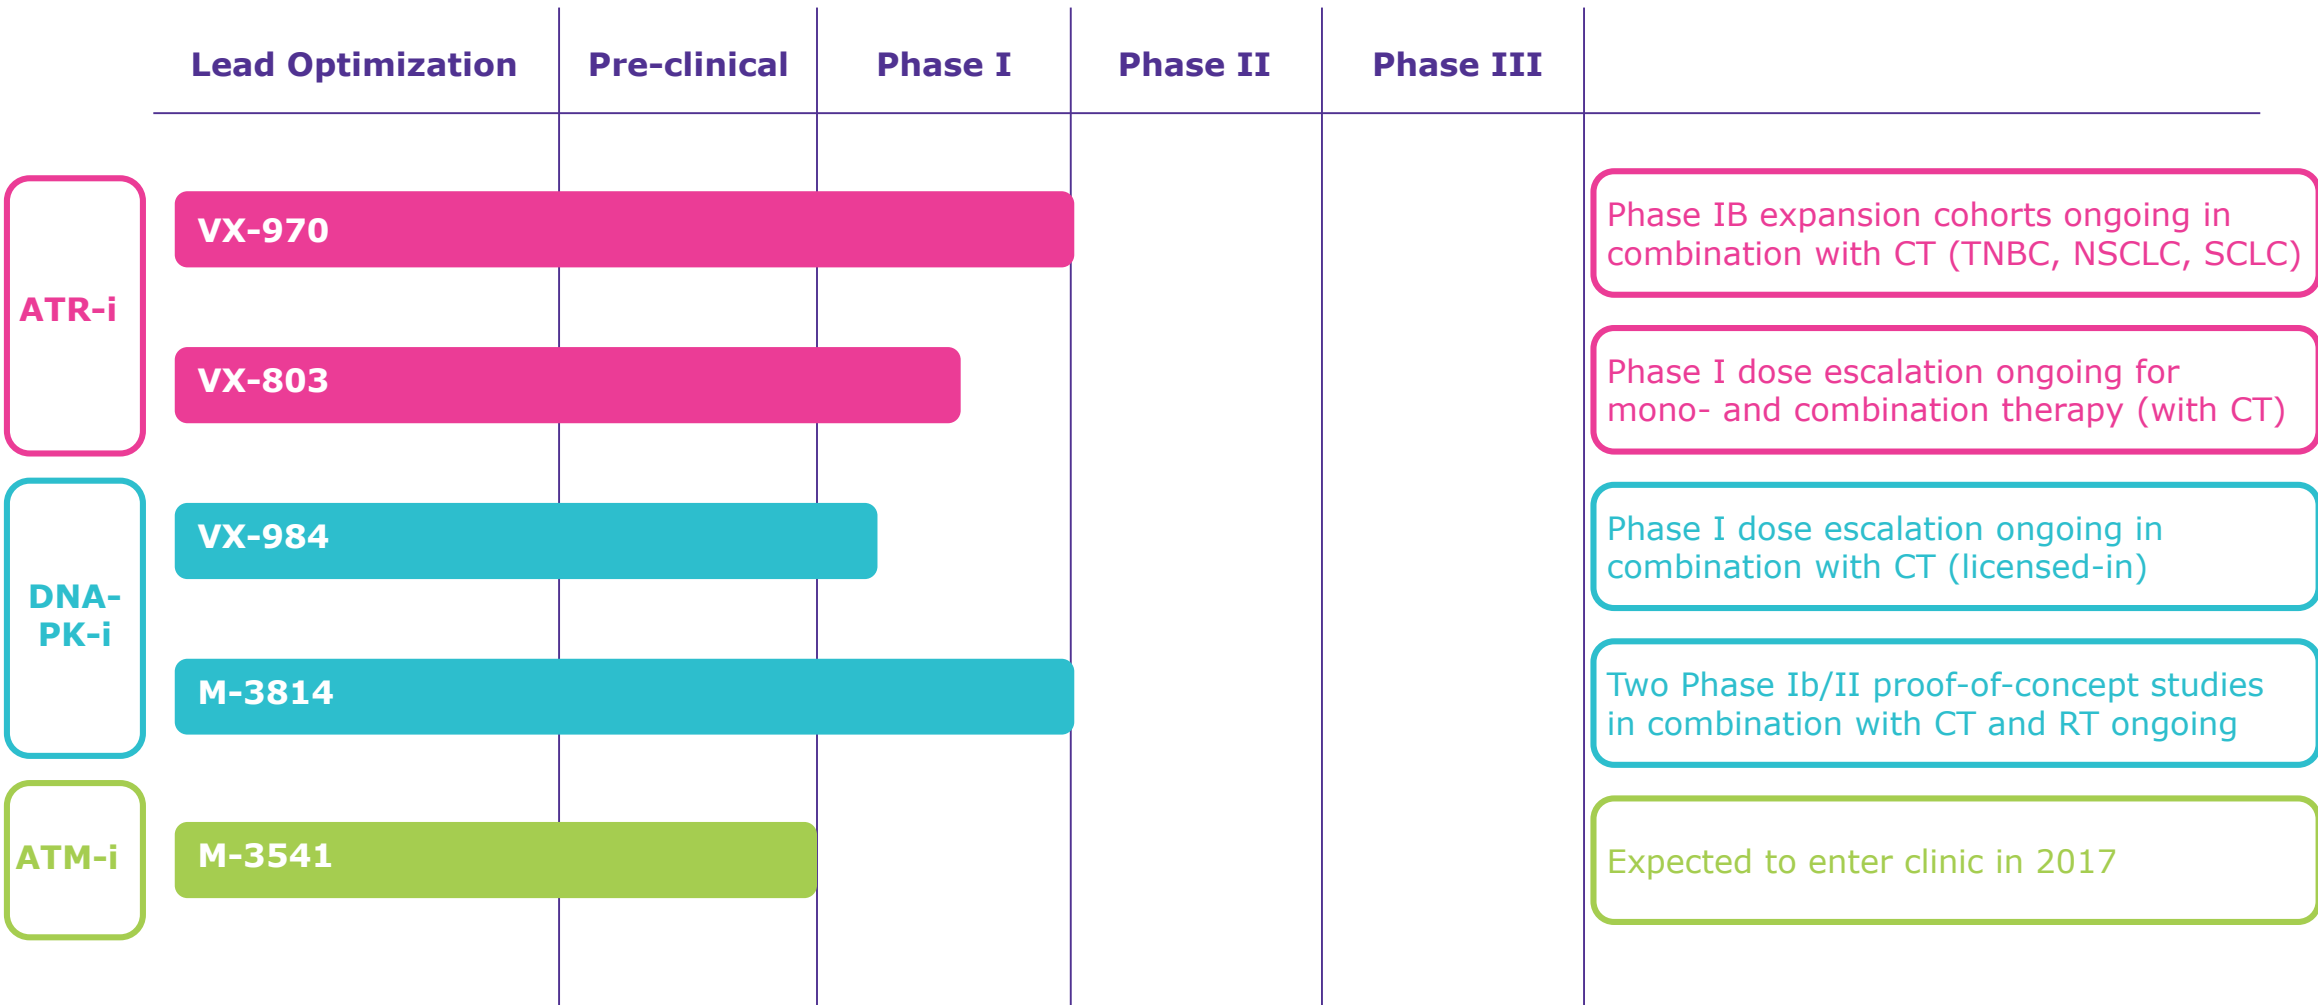 Lead Optimization
Pre-clinical
Phase I
Phase II
Phase III
ATR-i
VX-970
Phase IB expansion cohorts ongoing in
combination with CT (TNBC, NSCLC, SCLC)
VX-803
Phase I dose escalation ongoing for
mono- and combination therapy (with CT)
DNA-
PK-i
VX-984
Phase I dose escalation ongoing in
combination with CT (licensed-in)
M-3814
Two Phase Ib/II proof-of-concept studies
in combination with CT and RT ongoing
ATM-i
M-3541
Expected to enter clinic in 2017